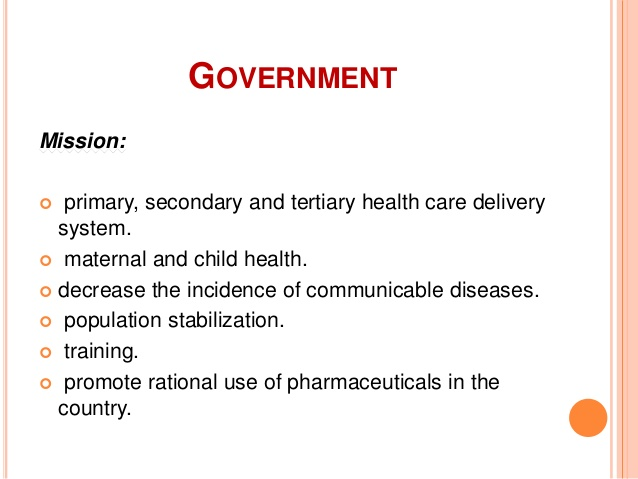 GOVERNMENT
Mission:
primary, secondary and tertiary health care delivery
system.
maternal and child health.
decrease the incidence of communicable diseases.
population stabilization.
training.
promote rational use of pharmaceuticals in the
country.